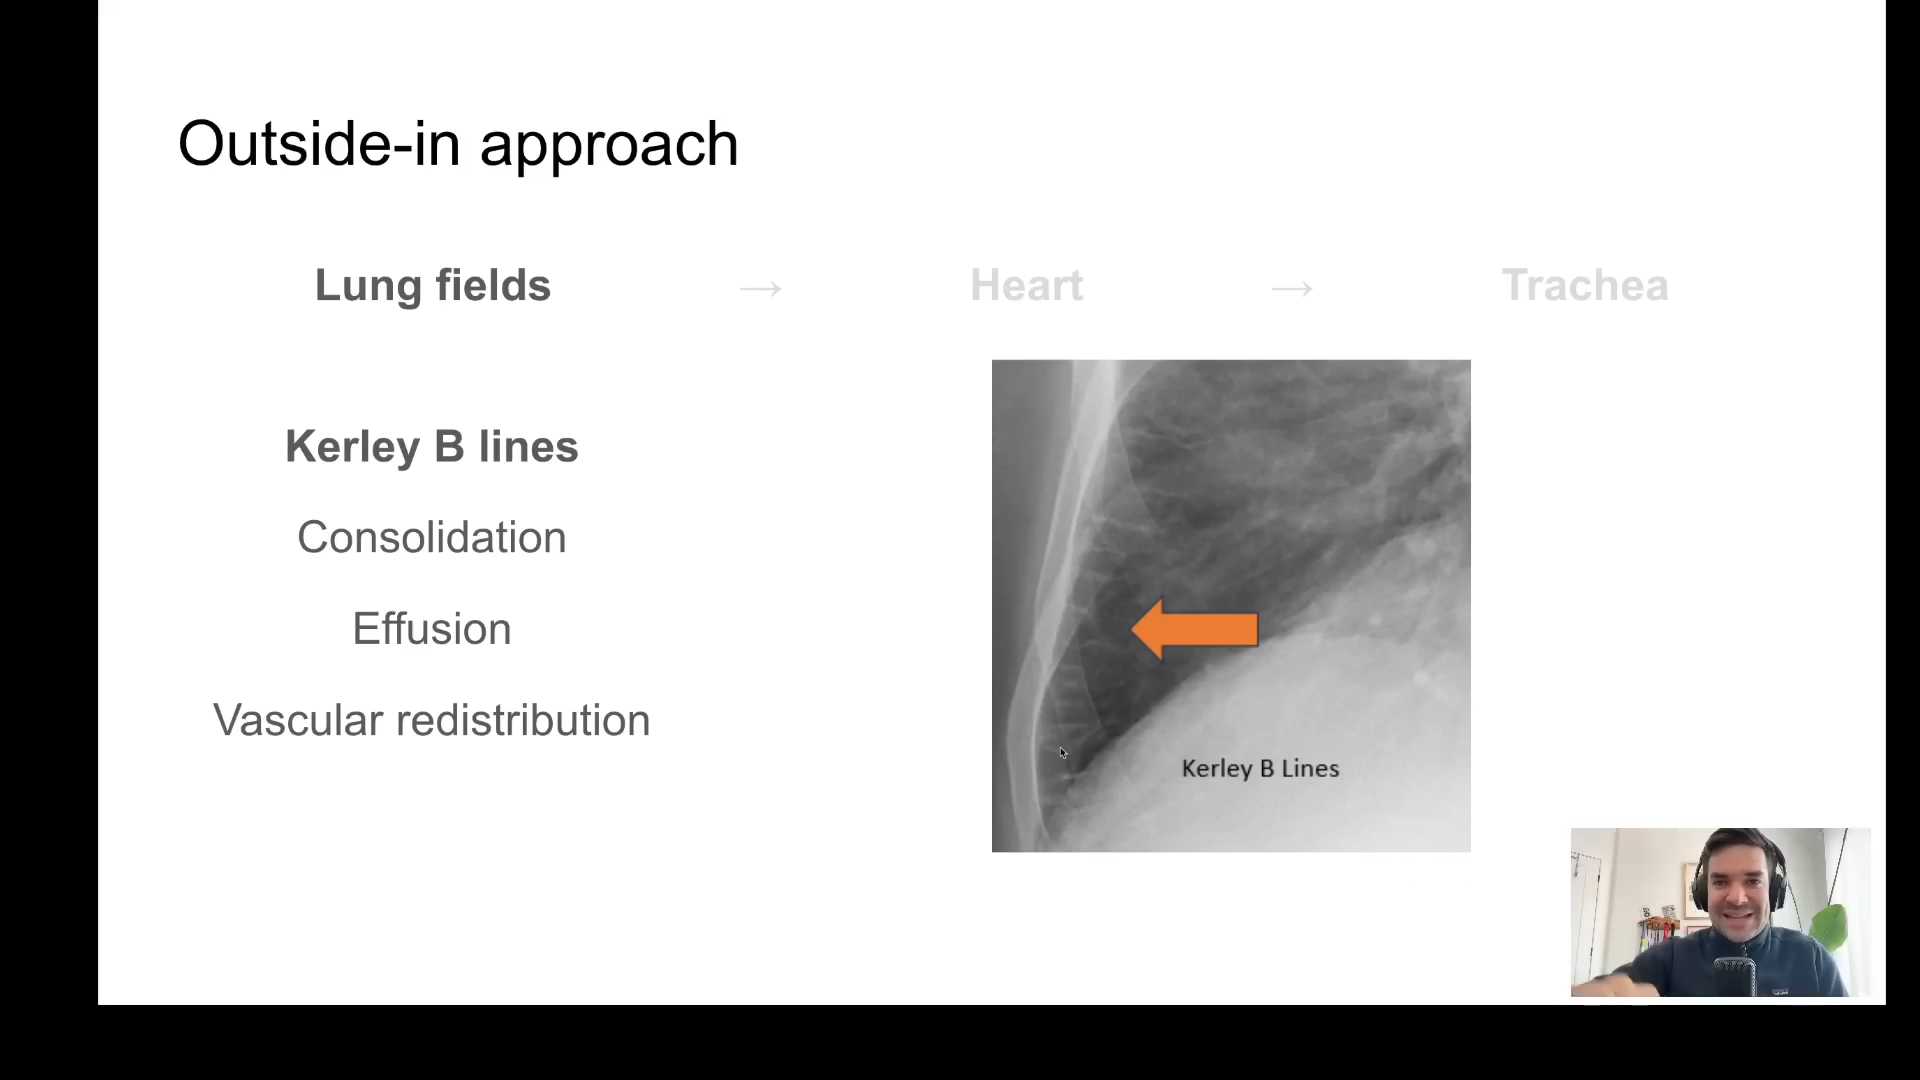 Outside-in approach
Lung fields → Heart → Trachea
Kerley B lines
Consolidation
Effusion
Vascular redistribution
Kerley B Lines